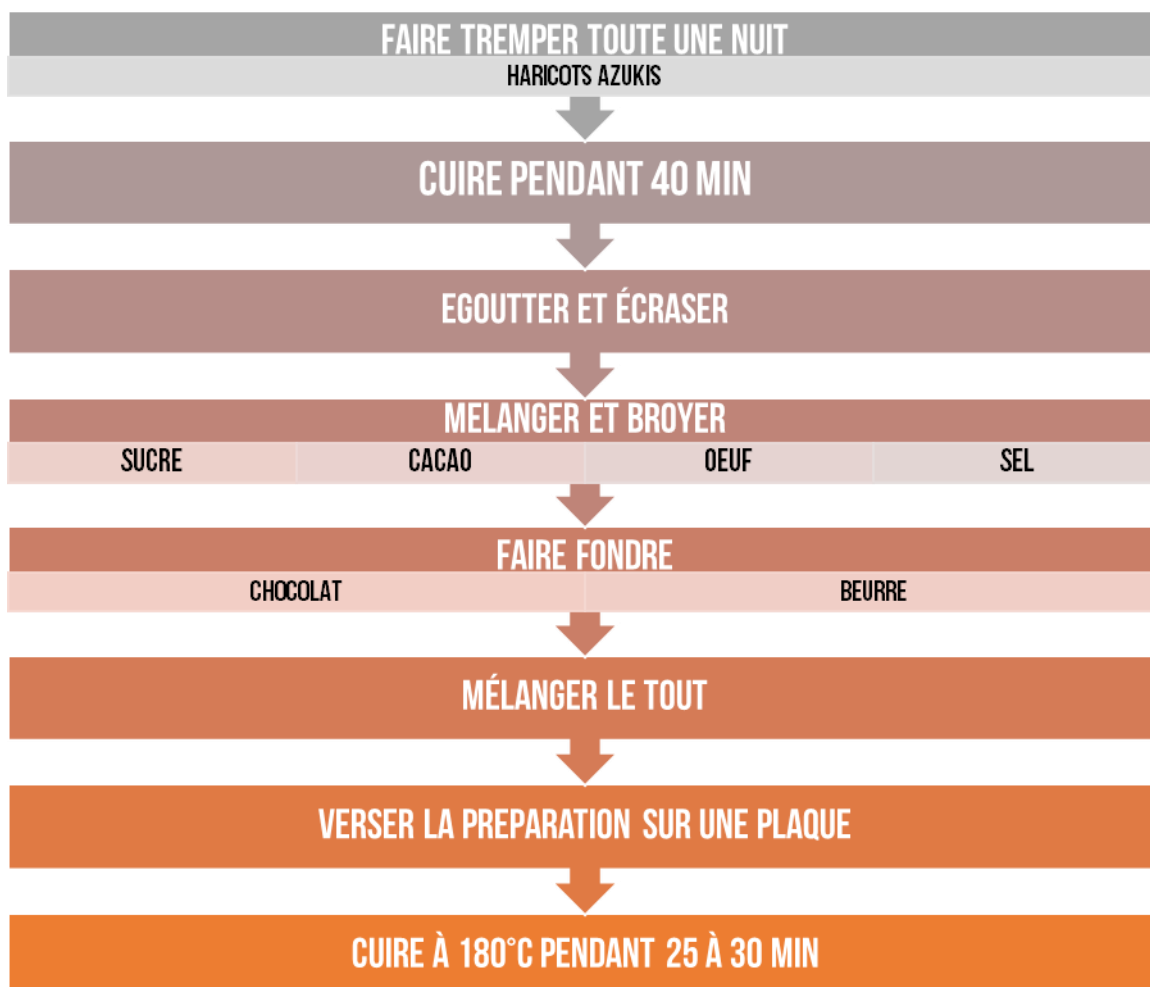 FAIRE TREMPER TOUTE UNE NUIT
HARICOTS AZUKIS
CUIRE PENDANT 40 MIN
EGOUTTER ET ÉCRASER
MELANGER ET BROYER
SUCRE CACAO OEUF SEL
FAIRE FONDRE
CHOCOLAT BEURRE
MÉLANGER LE TOUT
VERSER LA PREPARATION SUR UNE PLAQUE
CUIRE À 180°C PENDANT 25 À 30 MIN